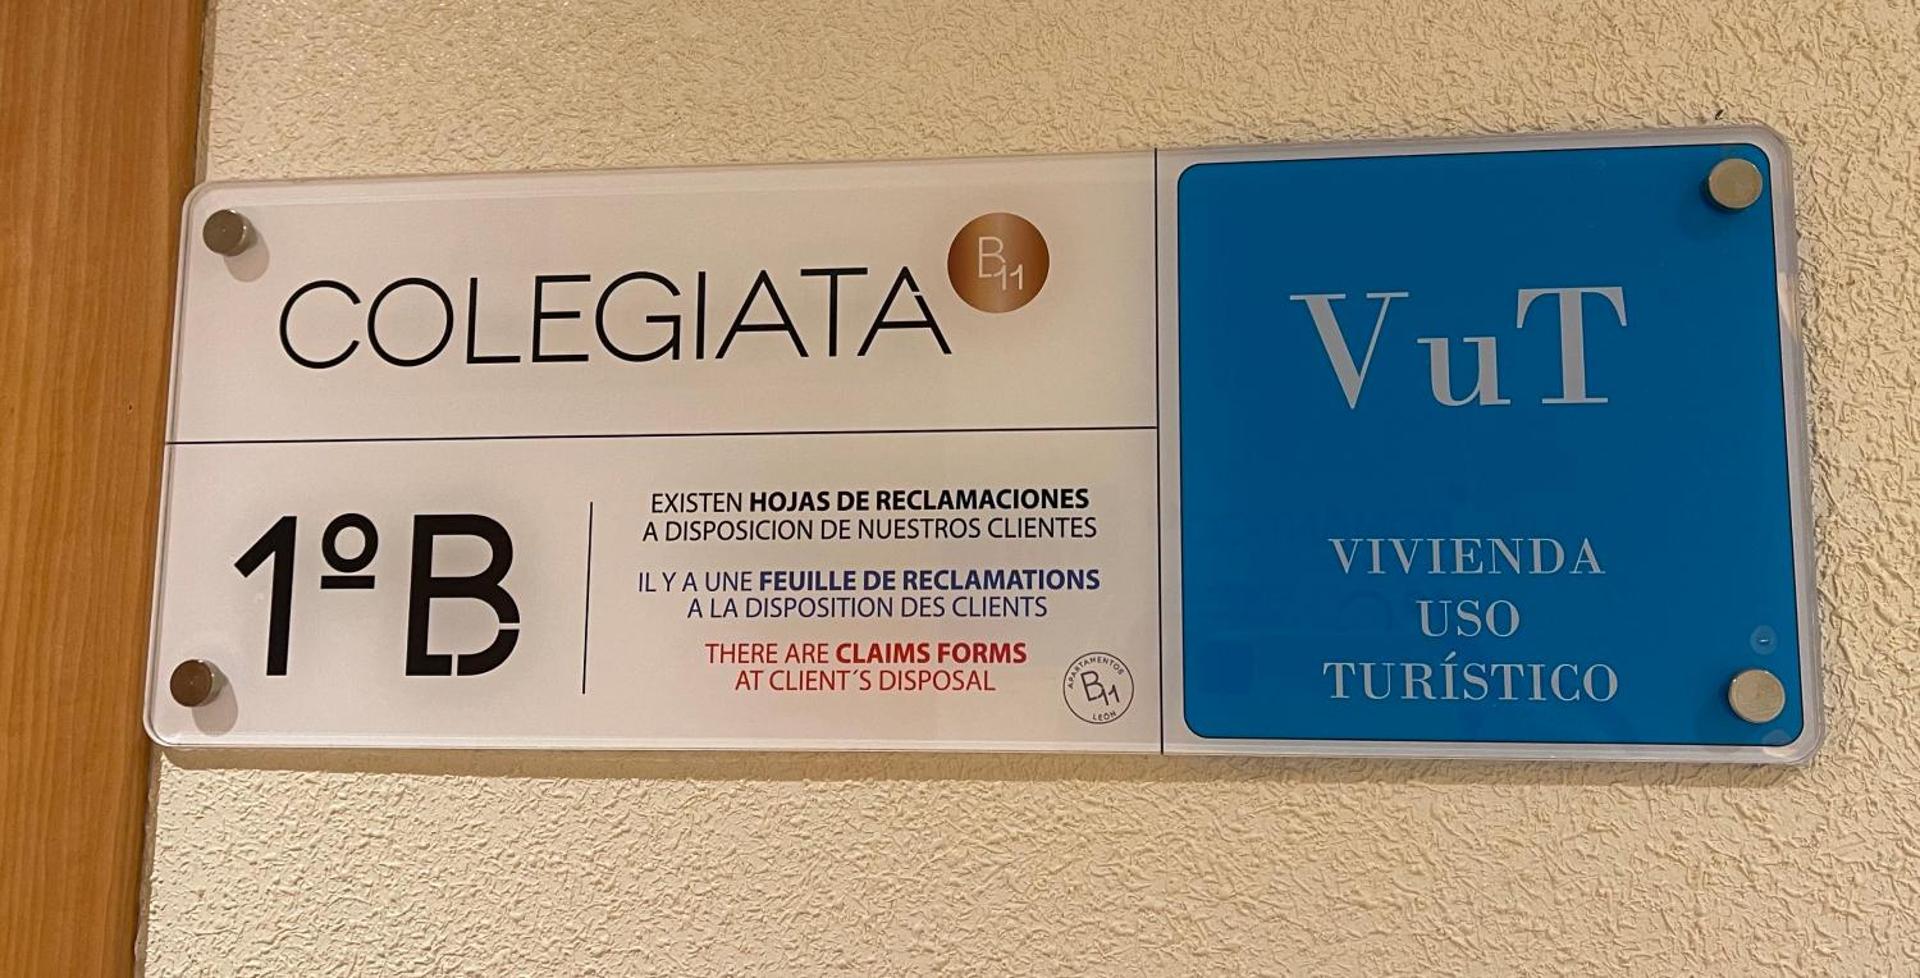 COLEGIATA
B11
1ºB
EXISTEN HOJAS DE RECLAMACIONES
A DISPOSICION DE NUESTROS CLIENTES
IL Y A UNE FEUILLE DE RECLAMATIONS
A LA DISPOSITION DES CLIENTS
THERE ARE CLAIMS FORMS
AT CLIENT´S DISPOSAL
APARTAMENTOS
B11
LEÓN
VuT
VIVIENDA
USO
TURÍSTICO